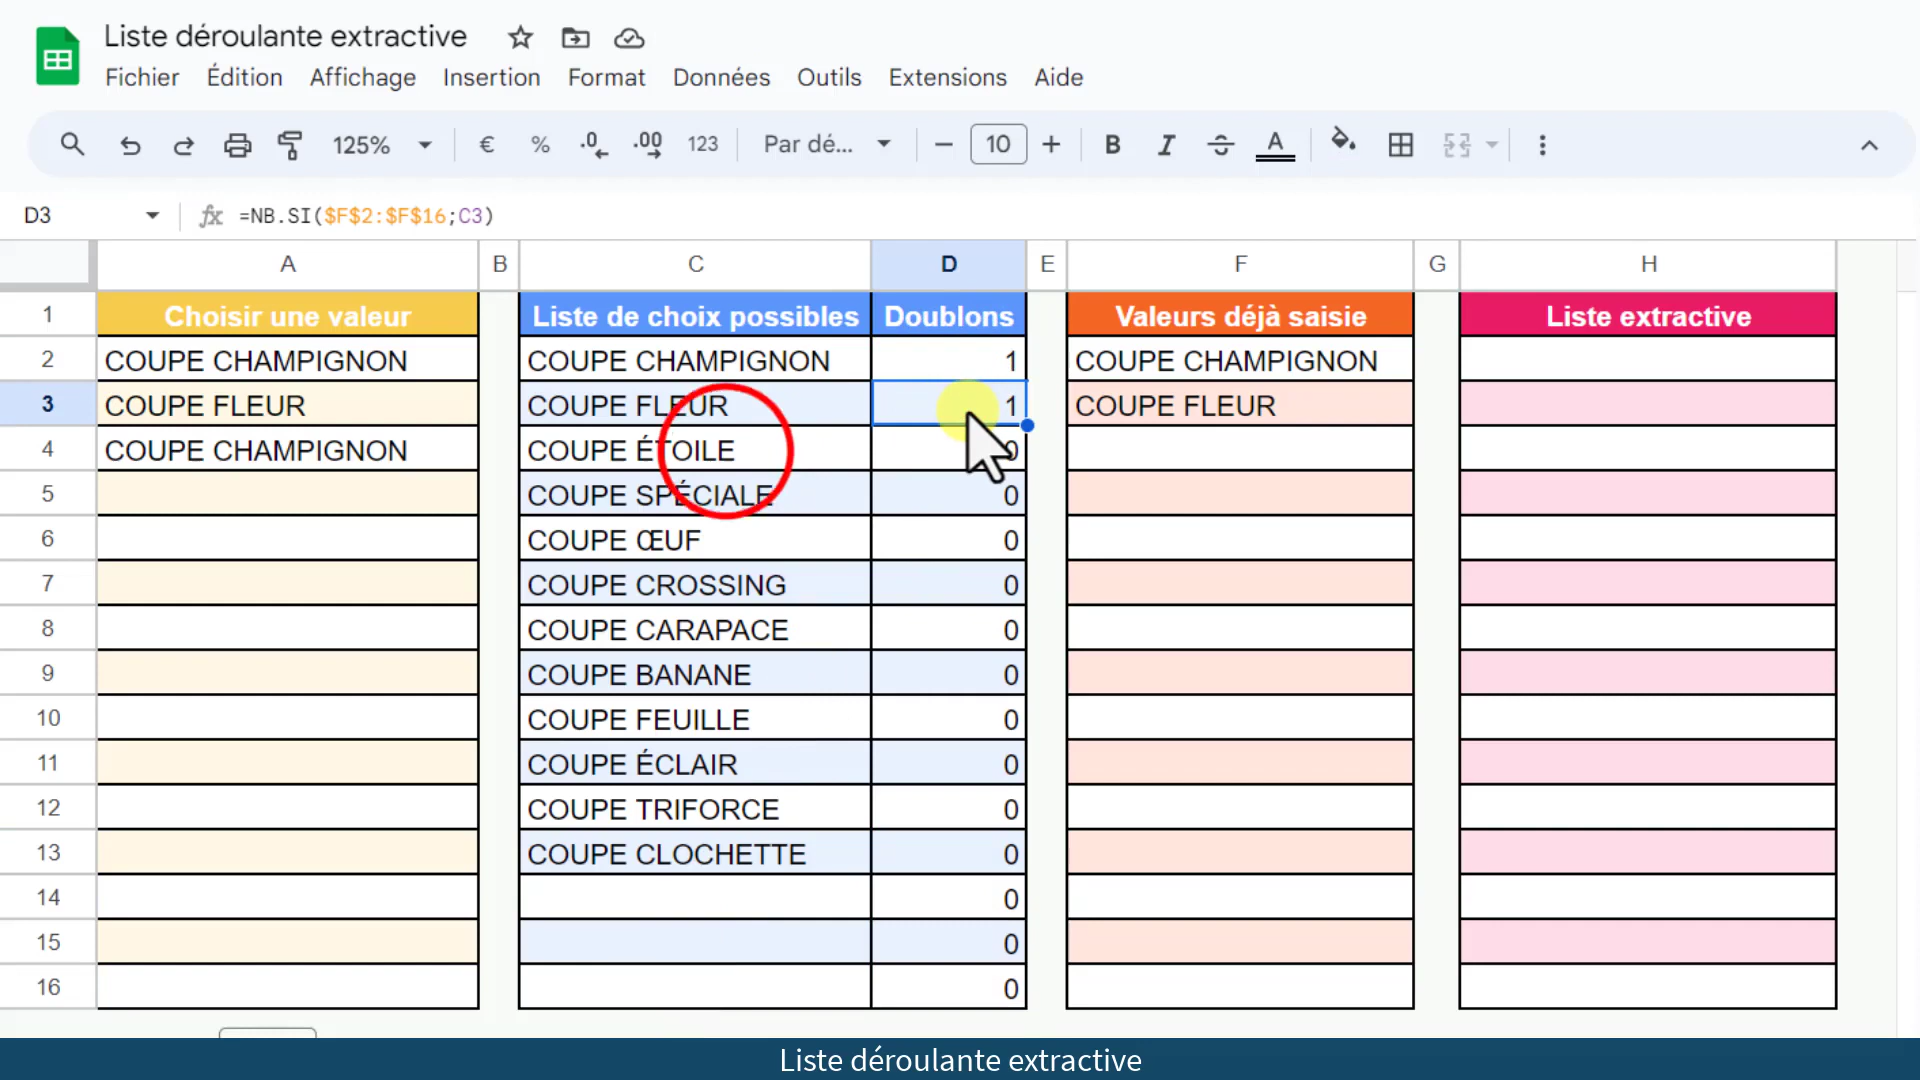 Liste déroulante extractive
Fichier Édition Affichage Insertion Format Données Outils Extensions Aide
125% € % .0 .00 123 Par dé... 10 B I A
D3 fx =NB.SI($F$2:$F$16;C3)
A B C D E F G H
1 Choisir une valeur Liste de choix possibles Doublons Valeurs déjà saisie Liste extractive
2 COUPE CHAMPIGNON COUPE CHAMPIGNON 1 COUPE CHAMPIGNON
3 COUPE FLEUR COUPE FLEUR 1 COUPE FLEUR
4 COUPE CHAMPIGNON COUPE ÉTOILE 0
5 COUPE SPÉCIALE 0
6 COUPE ŒUF 0
7 COUPE CROSSING 0
8 COUPE CARAPACE 0
9 COUPE BANANE 0
10 COUPE FEUILLE 0
11 COUPE ÉCLAIR 0
12 COUPE TRIFORCE 0
13 COUPE CLOCHETTE 0
14 0
15 0
16 0
Liste déroulante extractive